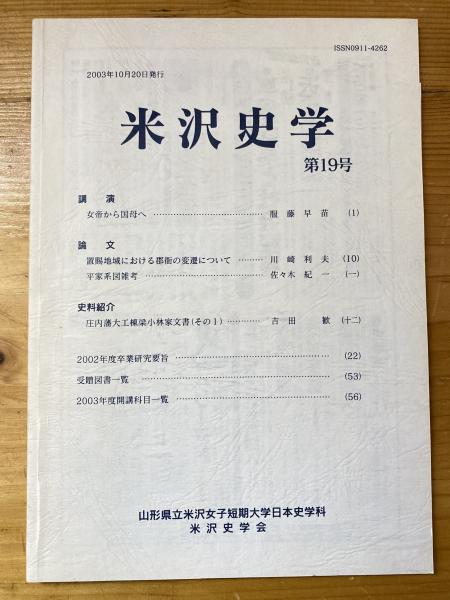 ISSN0911-4262
2003年10月20日発行
米沢史学
第19号
講演
女帝から国母へ …………………………… 服藤早苗 (1)
論文
置賜地域における郡衙の変遷について ……… 川崎利夫 (10)
平家系図雑考 …………………………… 佐々木紀一 (一)
史料紹介
庄内藩大工棟梁小林家文書(その1) ………… 吉田歓 (十二)
2002年度卒業研究要旨 …………………………… (22)
受贈図書一覧 …………………………… (53)
2003年度開講科目一覧 …………………………… (56)
山形県立米沢女子短期大学日本史学科
米沢史学会